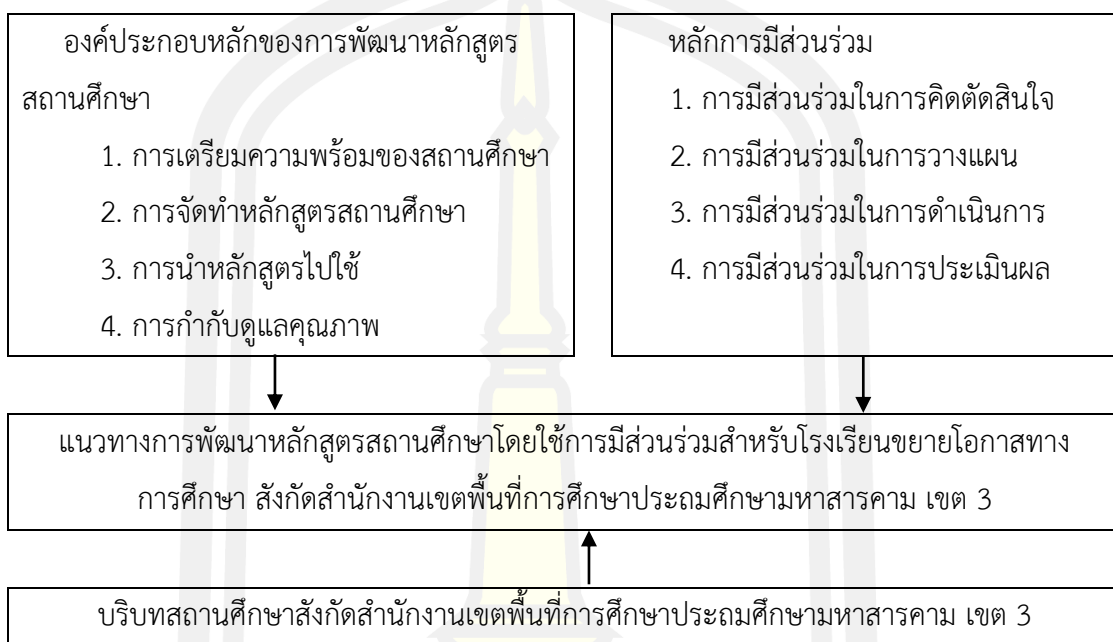 องค์ประกอบหลักของการพัฒนาหลักสูตร
สถานศึกษา
1. การเตรียมความพร้อมของสถานศึกษา
2. การจัดทำหลักสูตรสถานศึกษา
3. การนำหลักสูตรไปใช้
4. การกำกับดูแลคุณภาพ
หลักการมีส่วนร่วม
1. การมีส่วนร่วมในการคิดตัดสินใจ
2. การมีส่วนร่วมในการวางแผน
3. การมีส่วนร่วมในการดำเนินการ
4. การมีส่วนร่วมในการประเมินผล
แนวทางการพัฒนาหลักสูตรสถานศึกษาโดยใช้การมีส่วนร่วมสำหรับโรงเรียนขยายโอกาสทาง
การศึกษา สังกัดสำนักงานเขตพื้นที่การศึกษาประถมศึกษามหาสารคาม เขต 3
บริบทสถานศึกษาสังกัดสำนักงานเขตพื้นที่การศึกษาประถมศึกษามหาสารคาม เขต 3